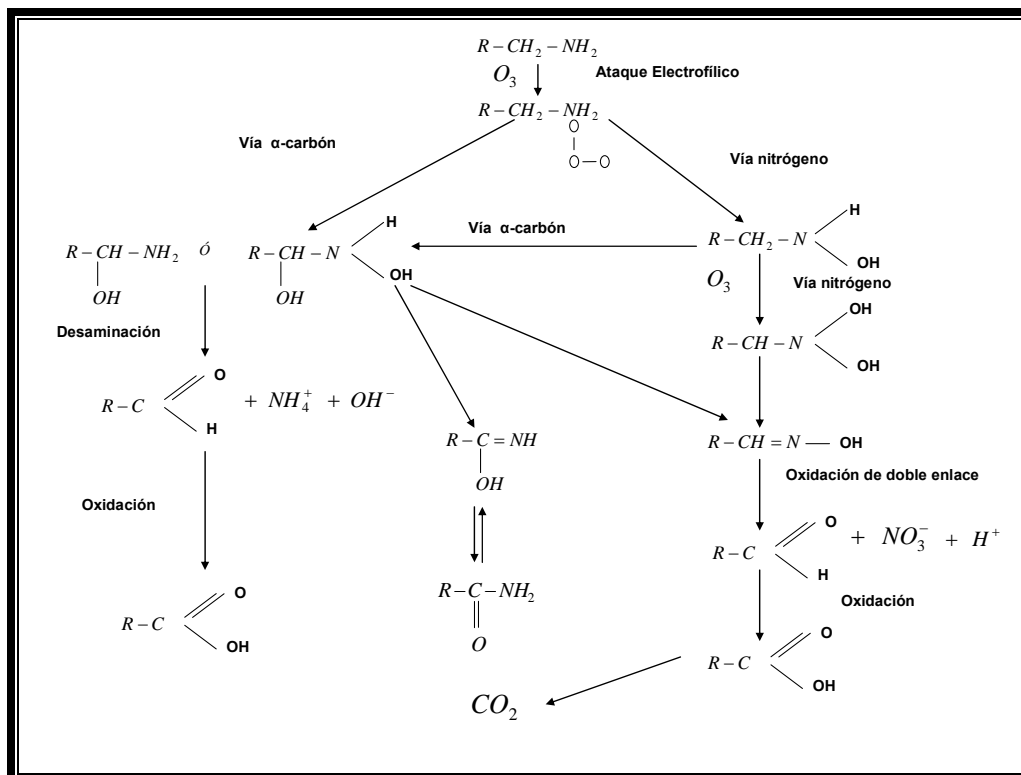 R – CH₂ – NH₂
O₃
Ataque Electrofílico
R – CH₂ – NH₂
O
O – O
Vía α-carbón
Vía nitrógeno
R – CH – NH₂
OH
Ó
R – CH – N
H
OH
OH
Vía α-carbón
R – CH₂ – N
H
OH
O₃
Vía nitrógeno
Desaminación
R – CH – N
OH
OH
R – C
O
H
+ NH₄⁺ + OH⁻
R – C = NH
OH
R – CH = N — OH
Oxidación de doble enlace
Oxidación
R – C
O
H
+ NO₃⁻ + H⁺
R – C – NH₂
O
Oxidación
R – C
O
OH
R – C
O
OH
CO₂